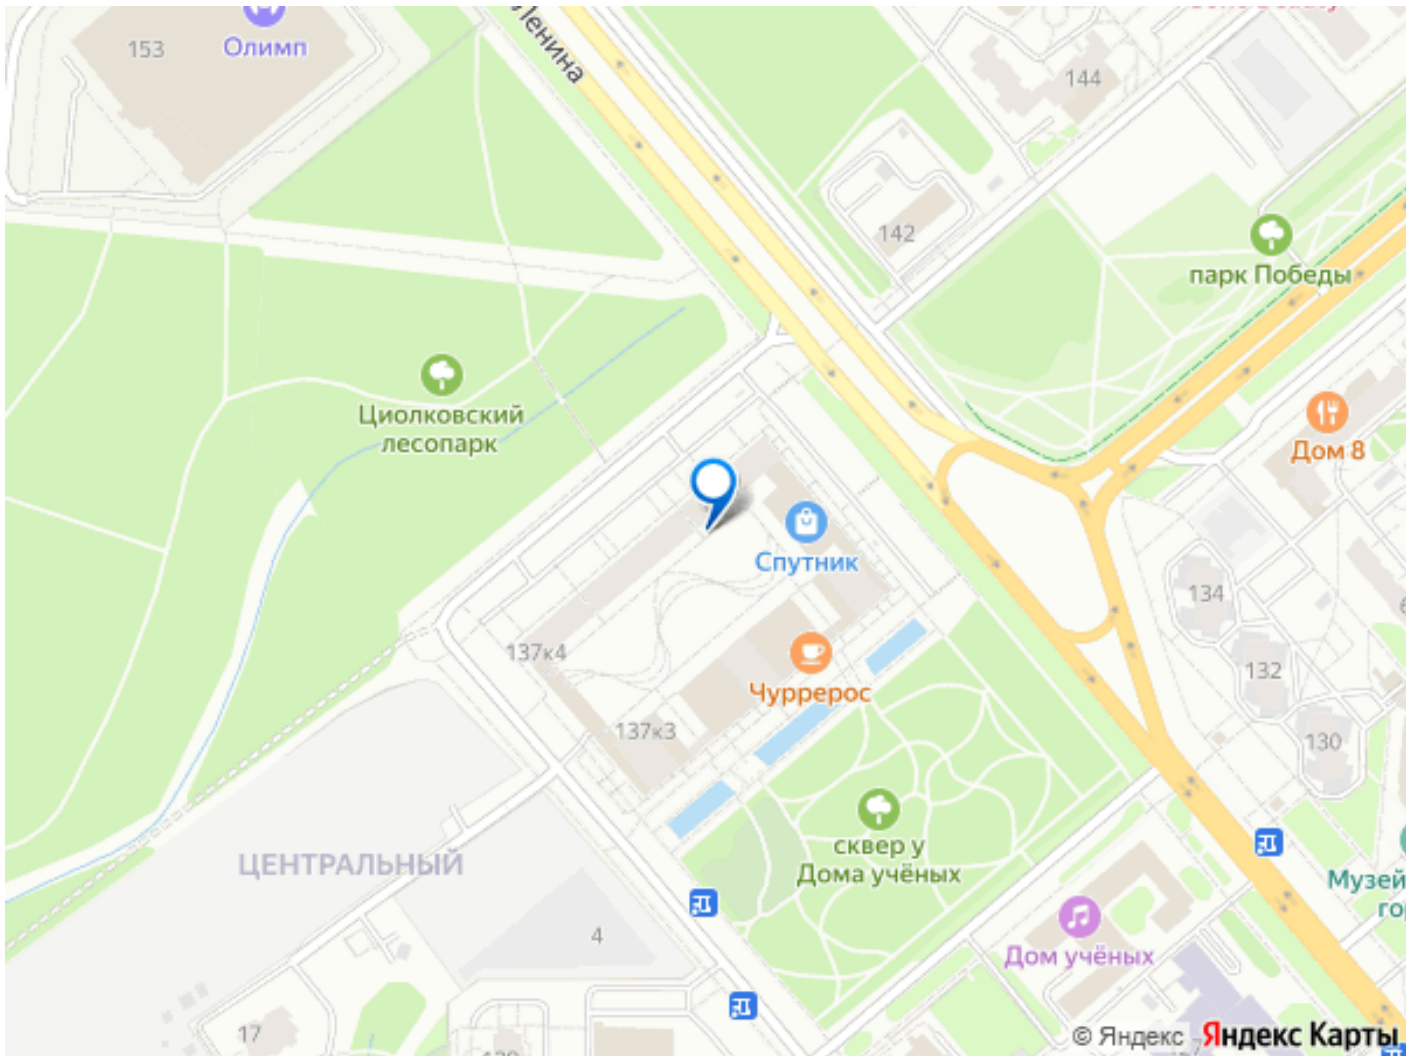 153
Олимп
Ленина
144
142
парк Победы
Циолковский
лесопарк
Дом 8
Спутник
134
137к4
132
Чуррерос
137к3
130
сквер у
Дома учёных
ЦЕНТРАЛЬНЫЙ
Музей
го
4
Дом учёных
17
© Яндекс Яндекс Карты